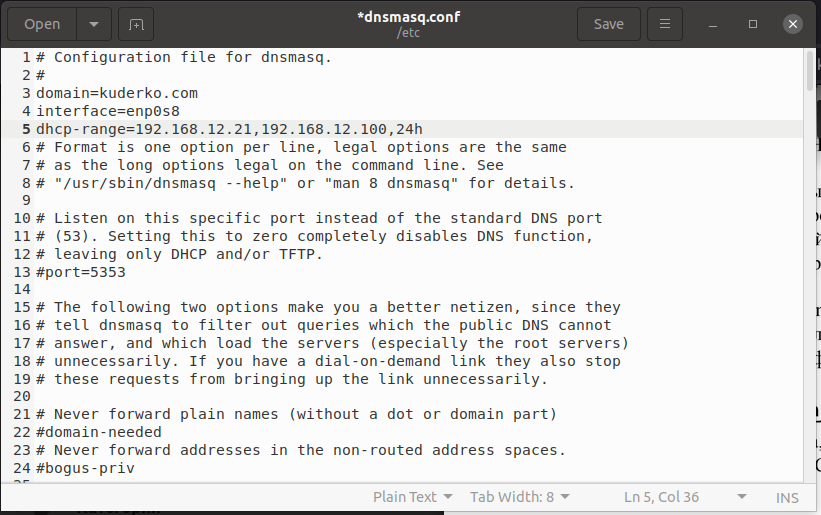 Open
*dnsmasq.conf
/etc
Save
1 # Configuration file for dnsmasq.
2 #
3 domain=kuderko.com
4 interface=enp0s8
5 dhcp-range=192.168.12.21,192.168.12.100,24h
6 # Format is one option per line, legal options are the same
7 # as the long options legal on the command line. See
8 # "/usr/sbin/dnsmasq --help" or "man 8 dnsmasq" for details.
9
10 # Listen on this specific port instead of the standard DNS port
11 # (53). Setting this to zero completely disables DNS function,
12 # leaving only DHCP and/or TFTP.
13 #port=5353
14
15 # The following two options make you a better netizen, since they
16 # tell dnsmasq to filter out queries which the public DNS cannot
17 # answer, and which load the servers (especially the root servers)
18 # unnecessarily. If you have a dial-on-demand link they also stop
19 # these requests from bringing up the link unnecessarily.
20
21 # Never forward plain names (without a dot or domain part)
22 #domain-needed
23 # Never forward addresses in the non-routed address spaces.
24 #bogus-priv
Plain Text Tab Width: 8 Ln 5, Col 36 INS